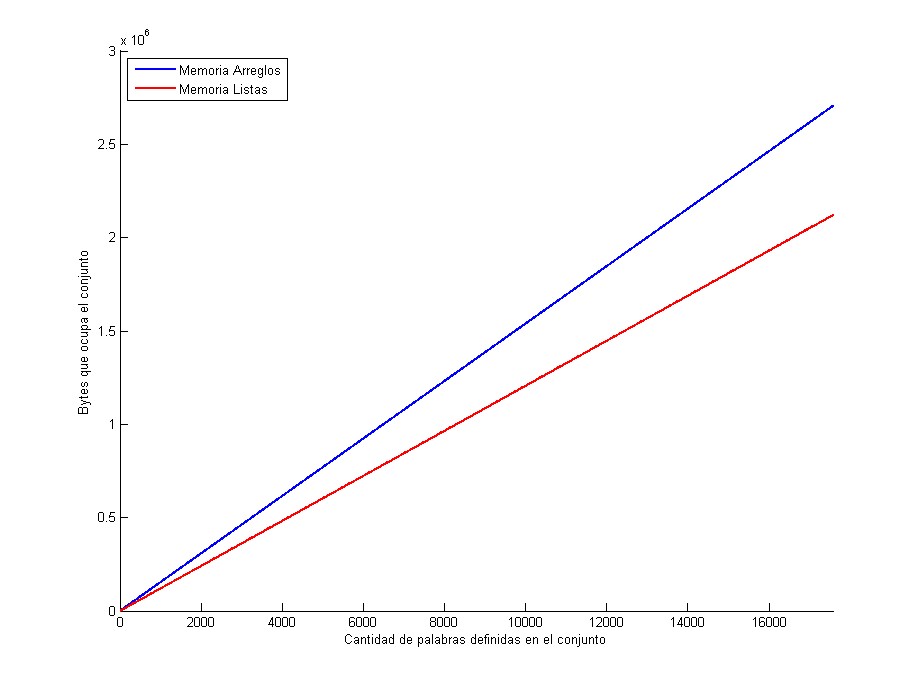 x 10^6
3
Memoria Arreglos
Memoria Listas
2.5
2
1.5
1
0.5
0
Bytes que ocupa el conjunto
0 2000 4000 6000 8000 10000 12000 14000 16000
Cantidad de palabras definidas en el conjunto